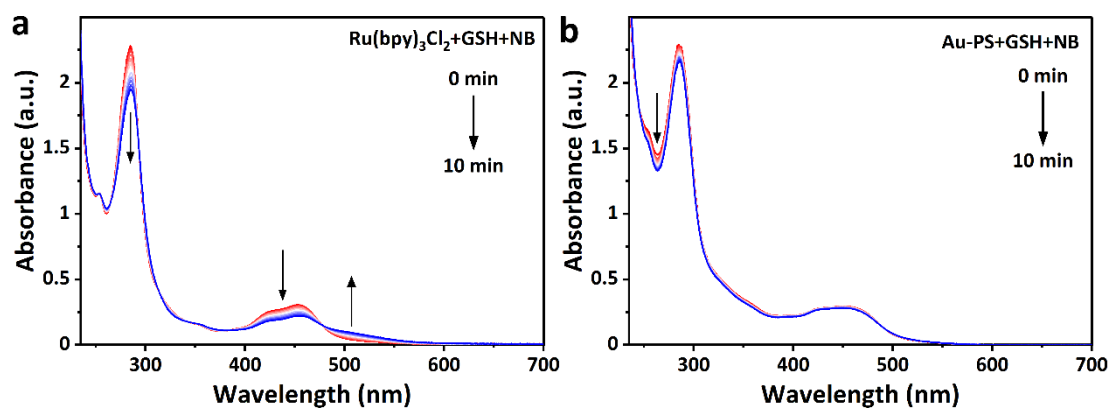 a
Ru(bpy)₃Cl₂+GSH+NB
0 min
10 min
2
1.5
1
0.5
0
300
400
500
600
700
Absorbance (a.u.)
Wavelength (nm)
b
Au-PS+GSH+NB
0 min
10 min
2
1.5
1
0.5
0
300
400
500
600
700
Absorbance (a.u.)
Wavelength (nm)